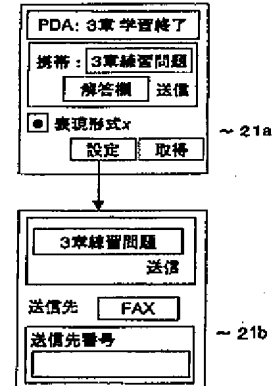 PDA: 3章 学習終了
携帯: 3章練習問題
解答欄 送信
表現形式x
設定 取得
～21a
3章練習問題
送信
送信先 FAX
～21b
送信先番号